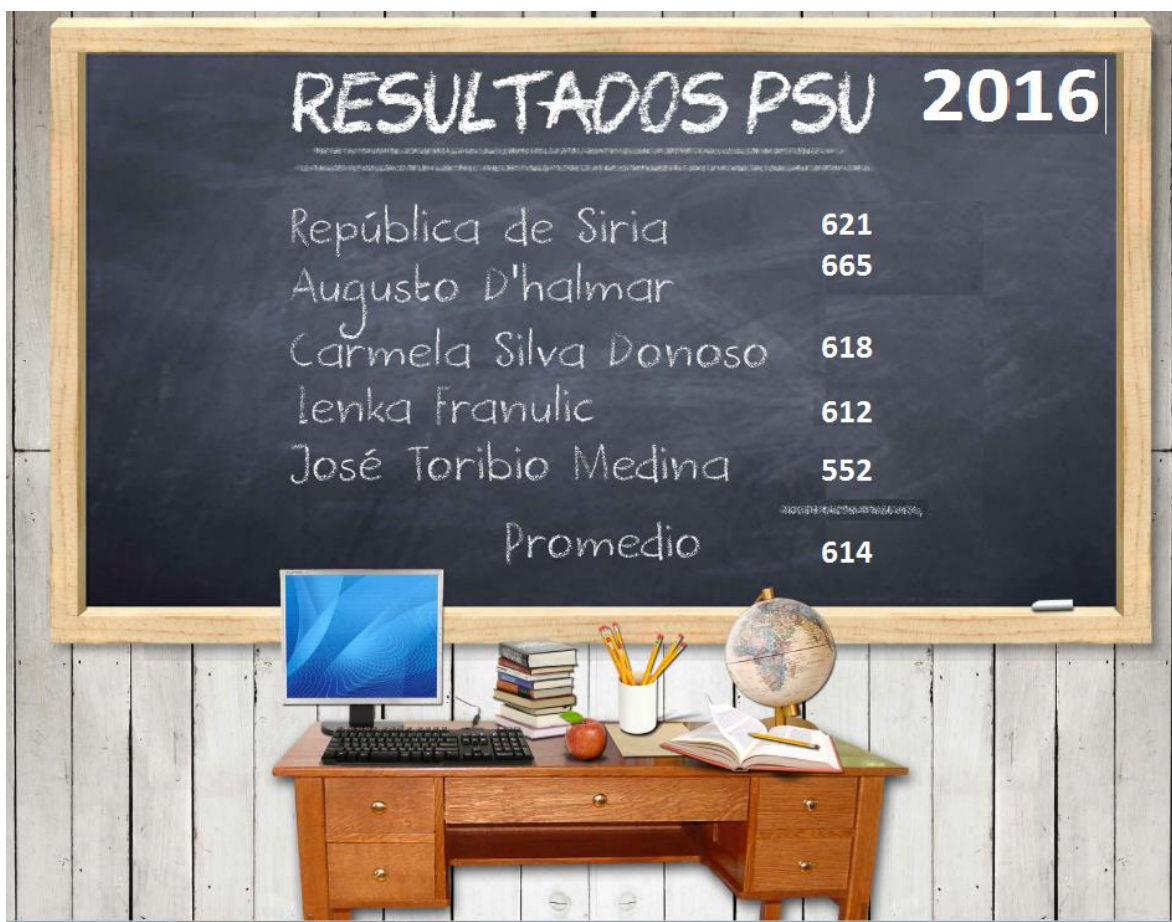 RESULTADOS PSU 2016
República de Siria 621
Augusto D'halmar 665
Carmela Silva Donoso 618
Lenka Franulic 612
José Toribio Medina 552
Promedio 614